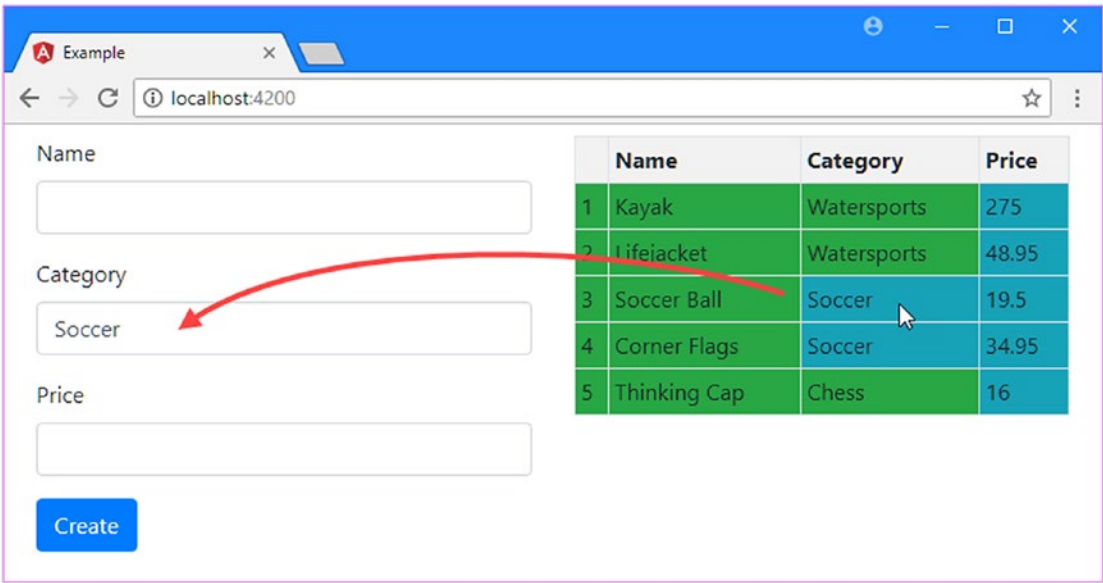 Example
localhost:4200
Name
Category
Soccer
Price
Create
Name Category Price
1 Kayak Watersports 275
2 Lifejacket Watersports 48.95
3 Soccer Ball Soccer 19.5
4 Corner Flags Soccer 34.95
5 Thinking Cap Chess 16